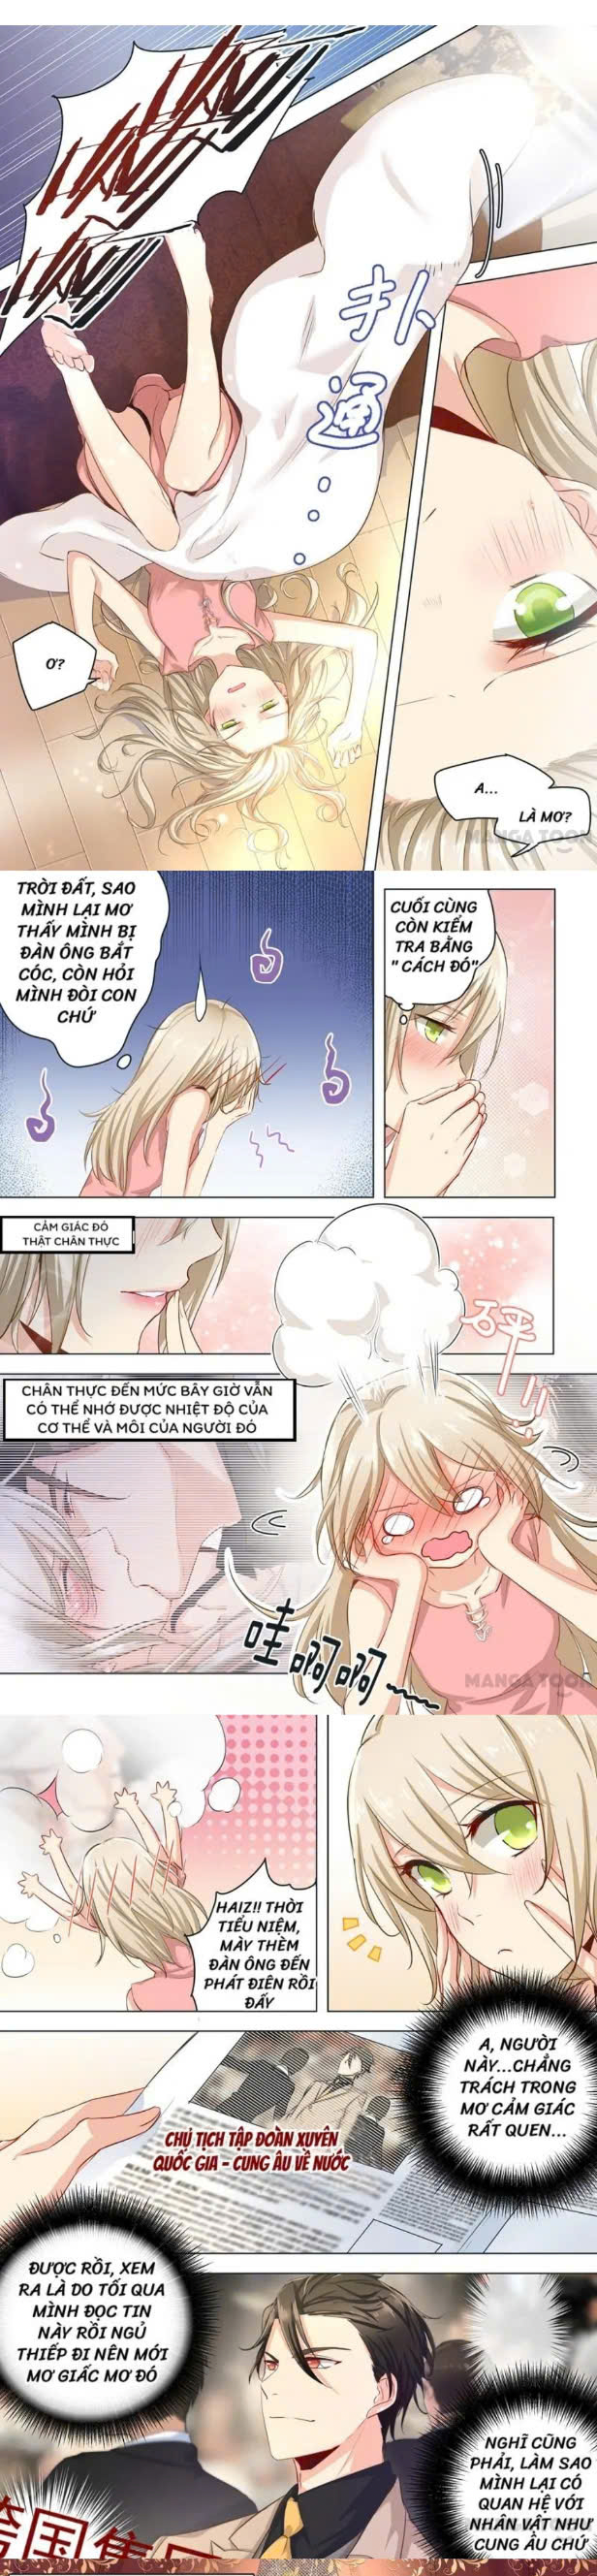 扑
通
Ơ?
A...
LÀ MƠ?
MANGA TOON
TRỜI ĐẤT, SAO
MÌNH LẠI MƠ
THẤY MÌNH BỊ
ĐÀN ÔNG BẮT
CÓC, CÒN HỎI
MÌNH ĐÒI CON
CHỨ
CUỐI CÙNG
CÒN KIỂM
TRA BẰNG
" CÁCH ĐÓ"
CẢM GIÁC ĐÓ
THẬT CHÂN THỰC
砰!!
CHÂN THỰC ĐẾN MỨC BÂY GIỜ VẪN
CÓ THỂ NHỚ ĐƯỢC NHIỆT ĐỘ CỦA
CƠ THỂ VÀ MÔI CỦA NGƯỜI ĐÓ
哇啊啊~~
MANGA TOON
HAIZ!! THỜI
TIỂU NIỆM,
MÀY THÈM
ĐÀN ÔNG ĐẾN
PHÁT ĐIÊN RỒI
ĐẤY
A, NGƯỜI
NÀY...CHẲNG
TRÁCH TRONG
MƠ CẢM GIÁC
RẤT QUEN...
CHỦ TỊCH TẬP ĐOÀN XUYÊN
QUỐC GIA - CUNG ÂU VỀ NƯỚC
ĐƯỢC RỒI, XEM
RA LÀ DO TỐI QUA
MÌNH ĐỌC TIN
NÀY RỒI NGỦ
THIẾP ĐI NÊN MỚI
MƠ GIẤC MƠ ĐÓ
NGHĨ CŨNG
PHẢI, LÀM SAO
MÌNH LẠI CÓ
QUAN HỆ VỚI
NHÂN VẬT NHƯ
CUNG ÂU CHỨ
跨国集团